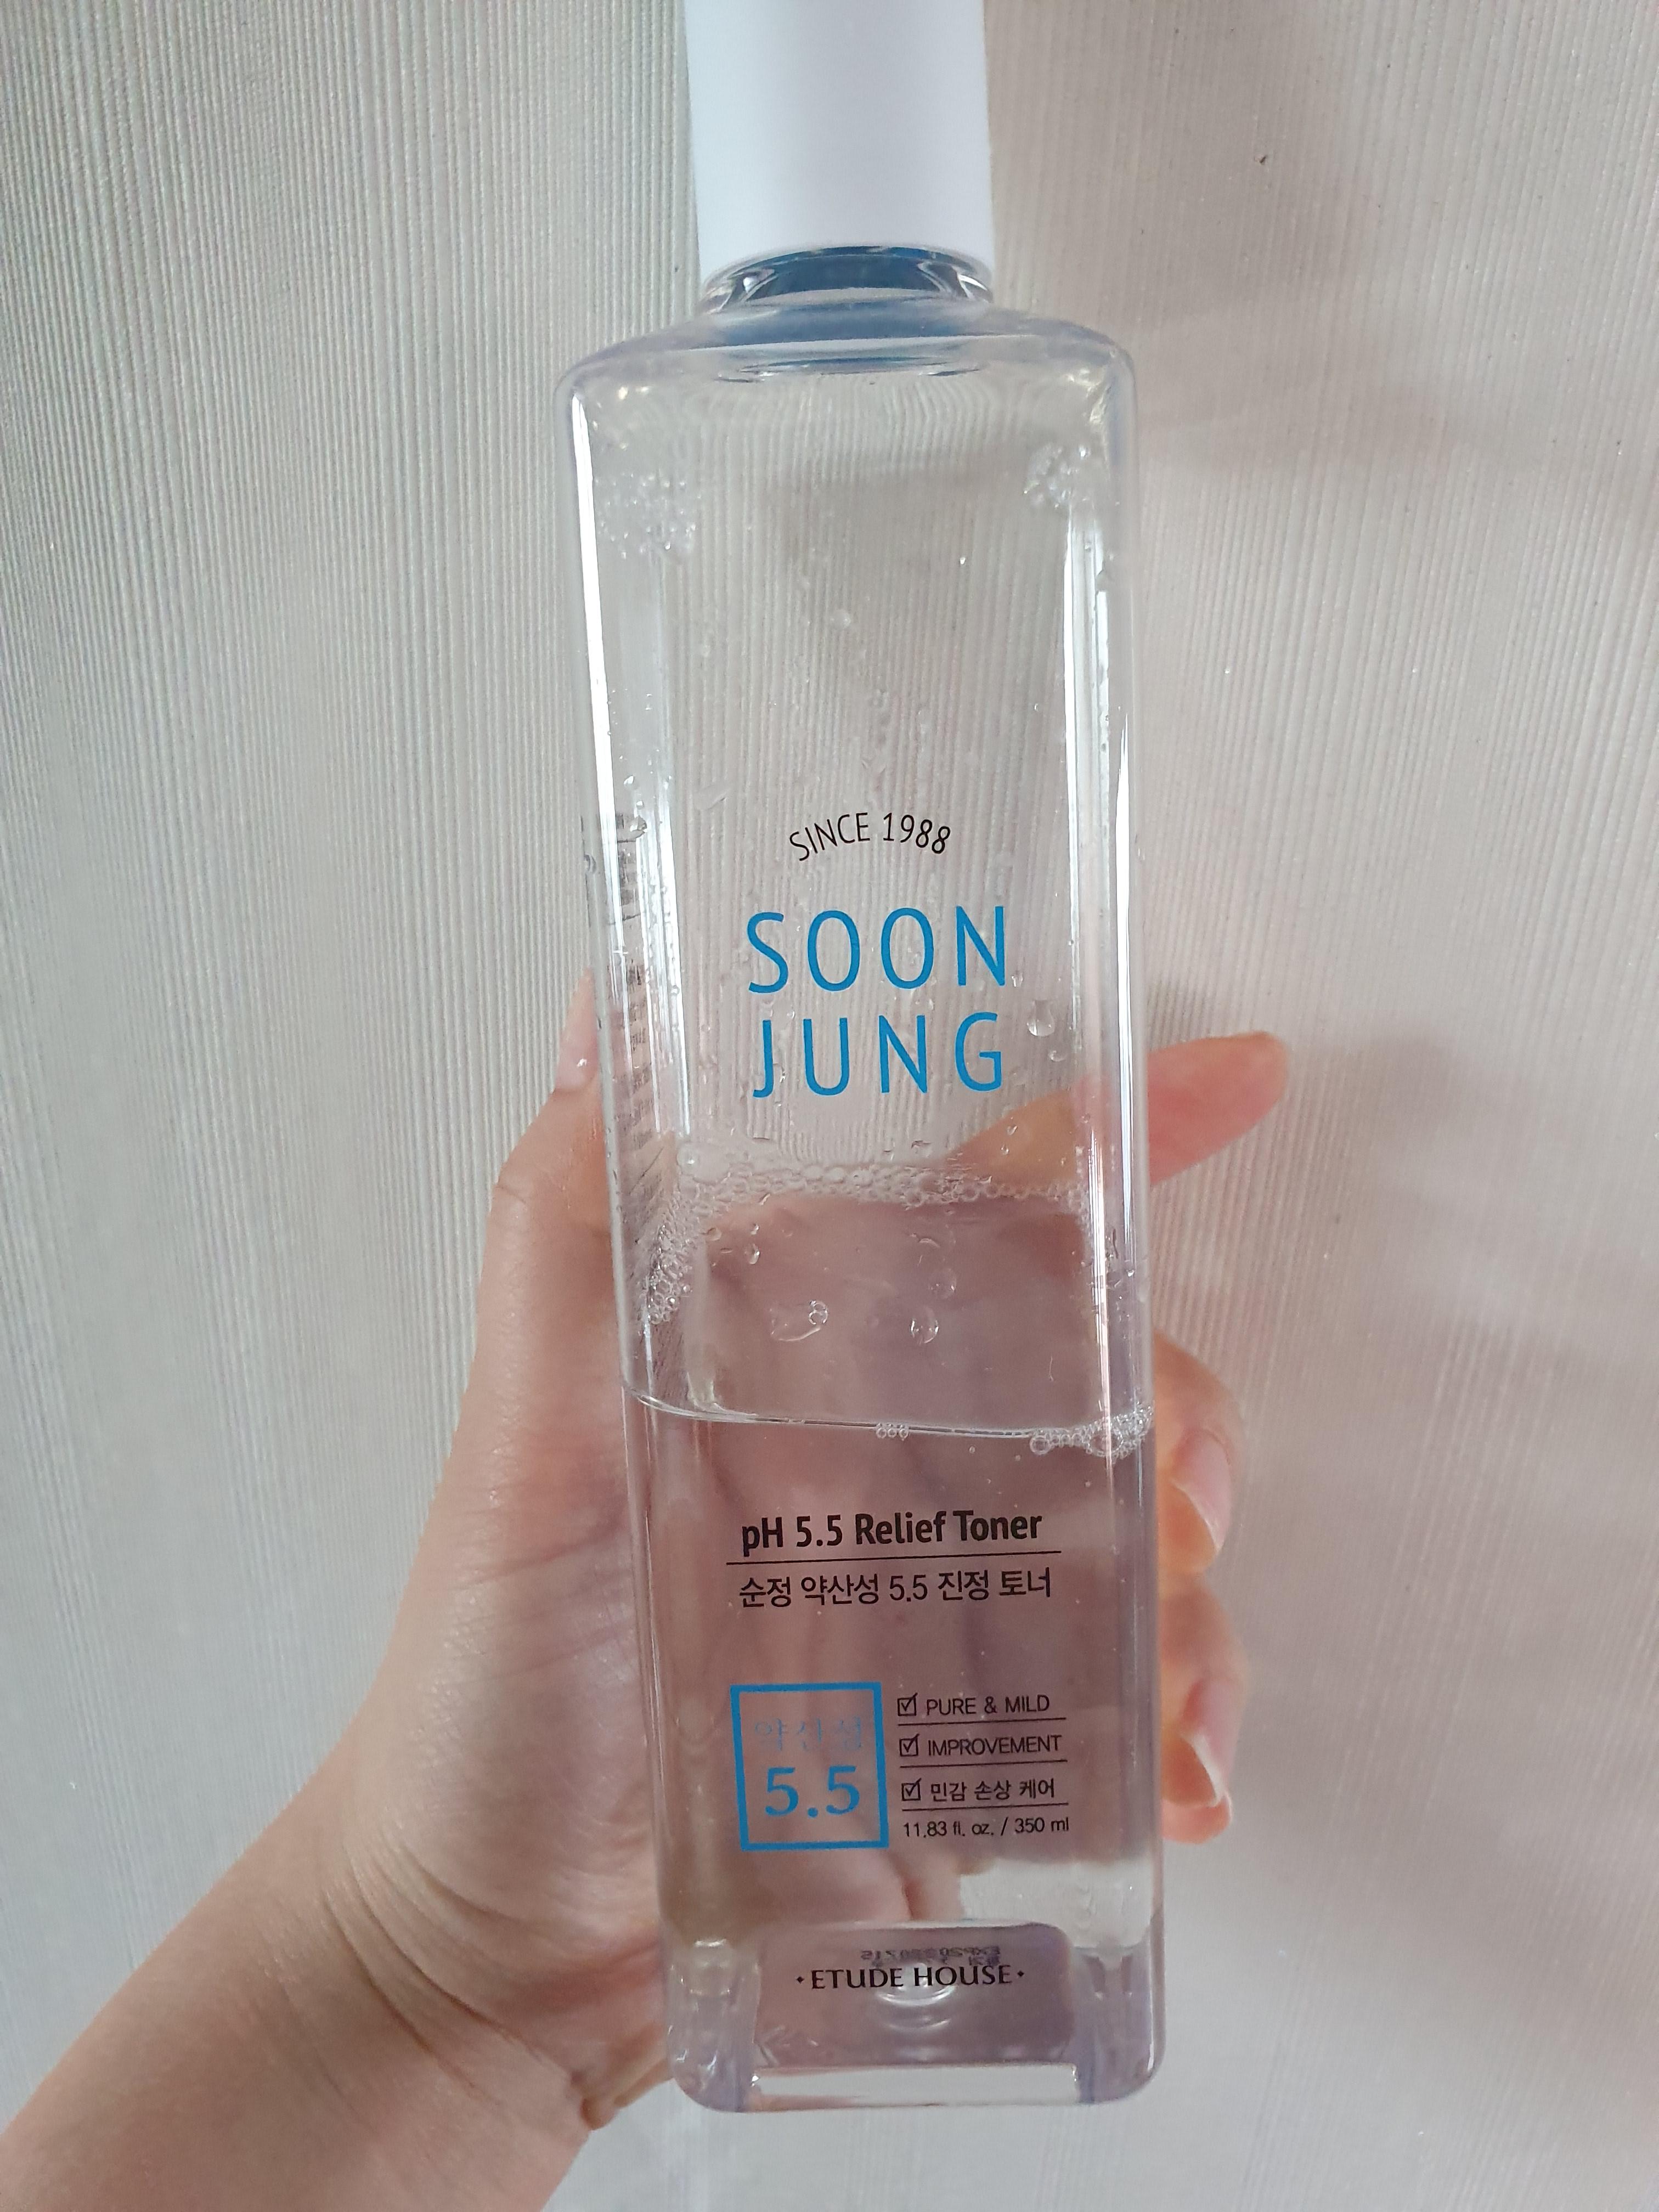 SINCE 1988
SOON
JUNG
pH 5.5 Relief Toner
순정 약산성 5.5 진정 토너
약산성
5.5
PURE & MILD
IMPROVEMENT
민감 손상 케어
11.83 fl. oz. / 350 ml
ETUDE HOUSE